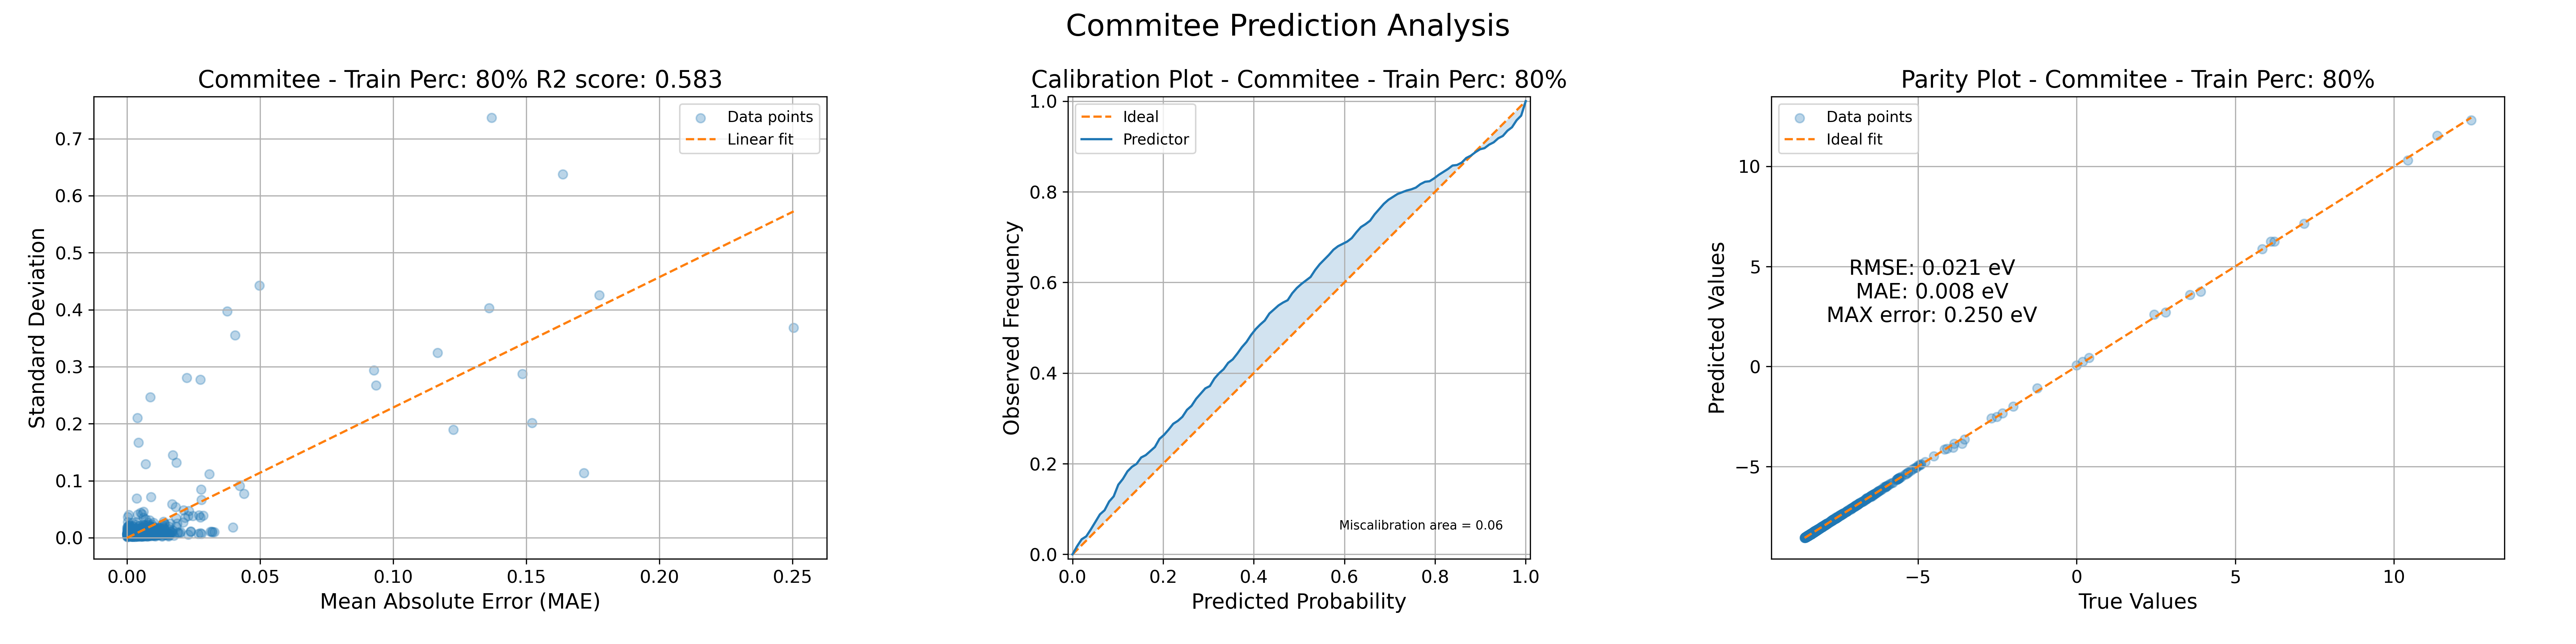 Commitee Prediction Analysis
Commitee - Train Perc: 80% R2 score: 0.583
Data points
Linear fit
0.7
0.6
0.5
0.4
0.3
0.2
0.1
0.0
Standard Deviation
0.00 0.05 0.10 0.15 0.20 0.25
Mean Absolute Error (MAE)
Calibration Plot - Commitee - Train Perc: 80%
Ideal
Predictor
1.0
0.8
0.6
0.4
0.2
0.0
Observed Frequency
Miscalibration area = 0.06
0.0 0.2 0.4 0.6 0.8 1.0
Predicted Probability
Parity Plot - Commitee - Train Perc: 80%
Data points
Ideal fit
10
5
0
−5
Predicted Values
RMSE: 0.021 eV
MAE: 0.008 eV
MAX error: 0.250 eV
−5 0 5 10
True Values